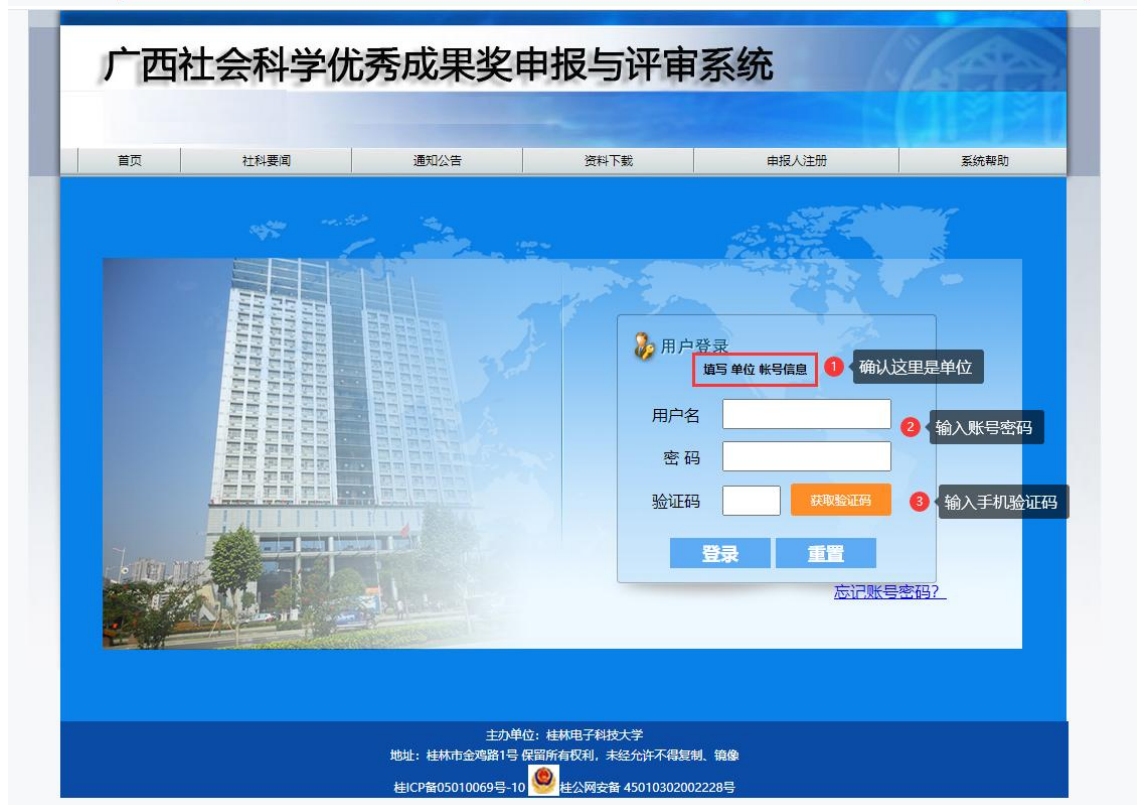 广西社会科学优秀成果奖申报与评审系统
首页 社科要闻 通知公告 资料下载 申报人注册 系统帮助
用户登录
填写 单位 帐号信息 1 确认这里是单位
用户名
2 输入账号密码
密 码
验证码 获取验证码 3 输入手机验证码
登录 重置
忘记账号密码?
主办单位：桂林电子科技大学
地址：桂林市金鸡路1号 保留所有权利，未经允许不得复制、镜像
桂ICP备05010069号-10 桂公网安备 45010302002228号